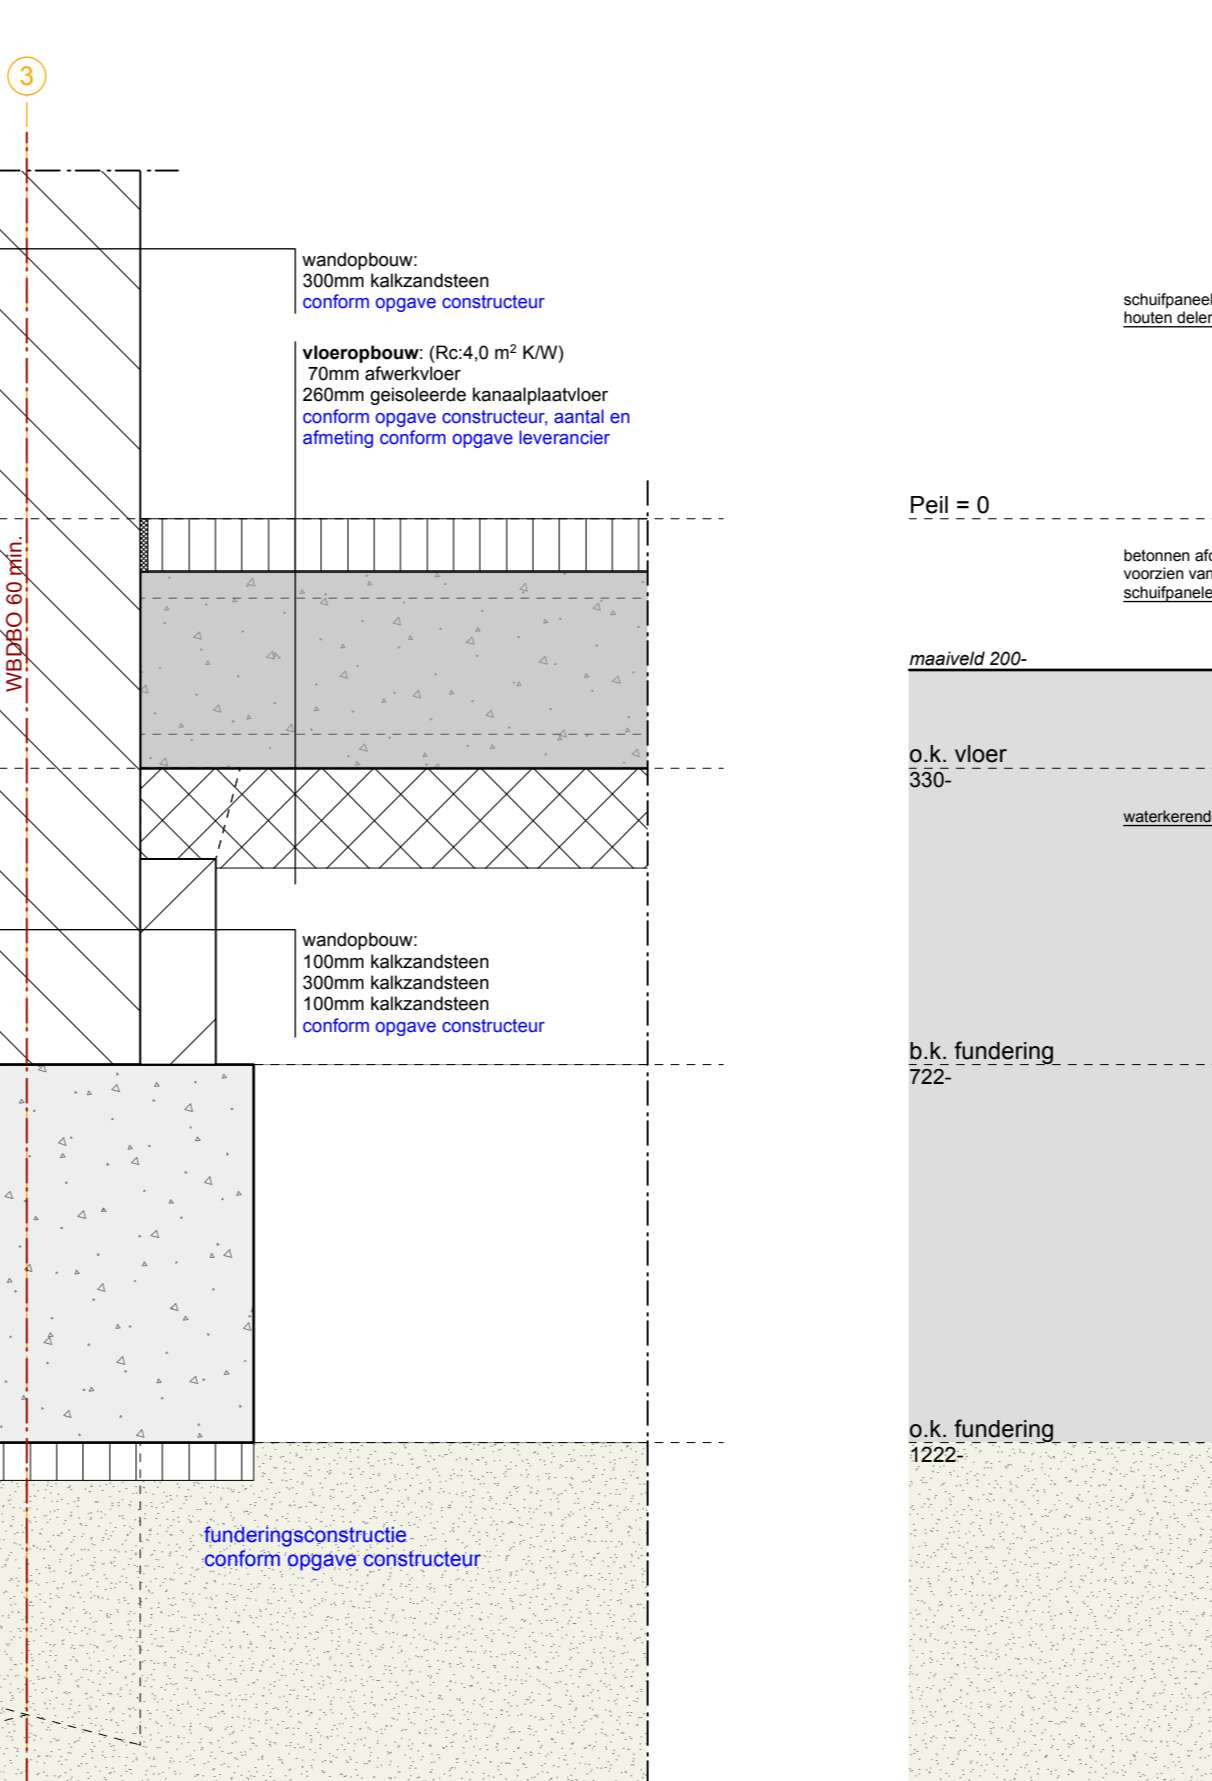 3
wandopbouw:
300mm kalkzandsteen
conform opgave constructeur
vloeropbouw: (Rc:4,0 m² K/W)
70mm afwerkvloer
260mm geisoleerde kanaalplaatvloer
conform opgave constructeur, aantal en
afmeting conform opgave leverancier
WBDBO 60 min.
wandopbouw:
100mm kalkzandsteen
300mm kalkzandsteen
100mm kalkzandsteen
conform opgave constructeur
funderingsconstructie
conform opgave constructeur
schuifpaneel
houten delen
Peil = 0
betonnen
voorzien van
schuifpanele
maaiveld 200-
o.k. vloer
330-
waterkerend
b.k. fundering
722-
o.k. fundering
1222-